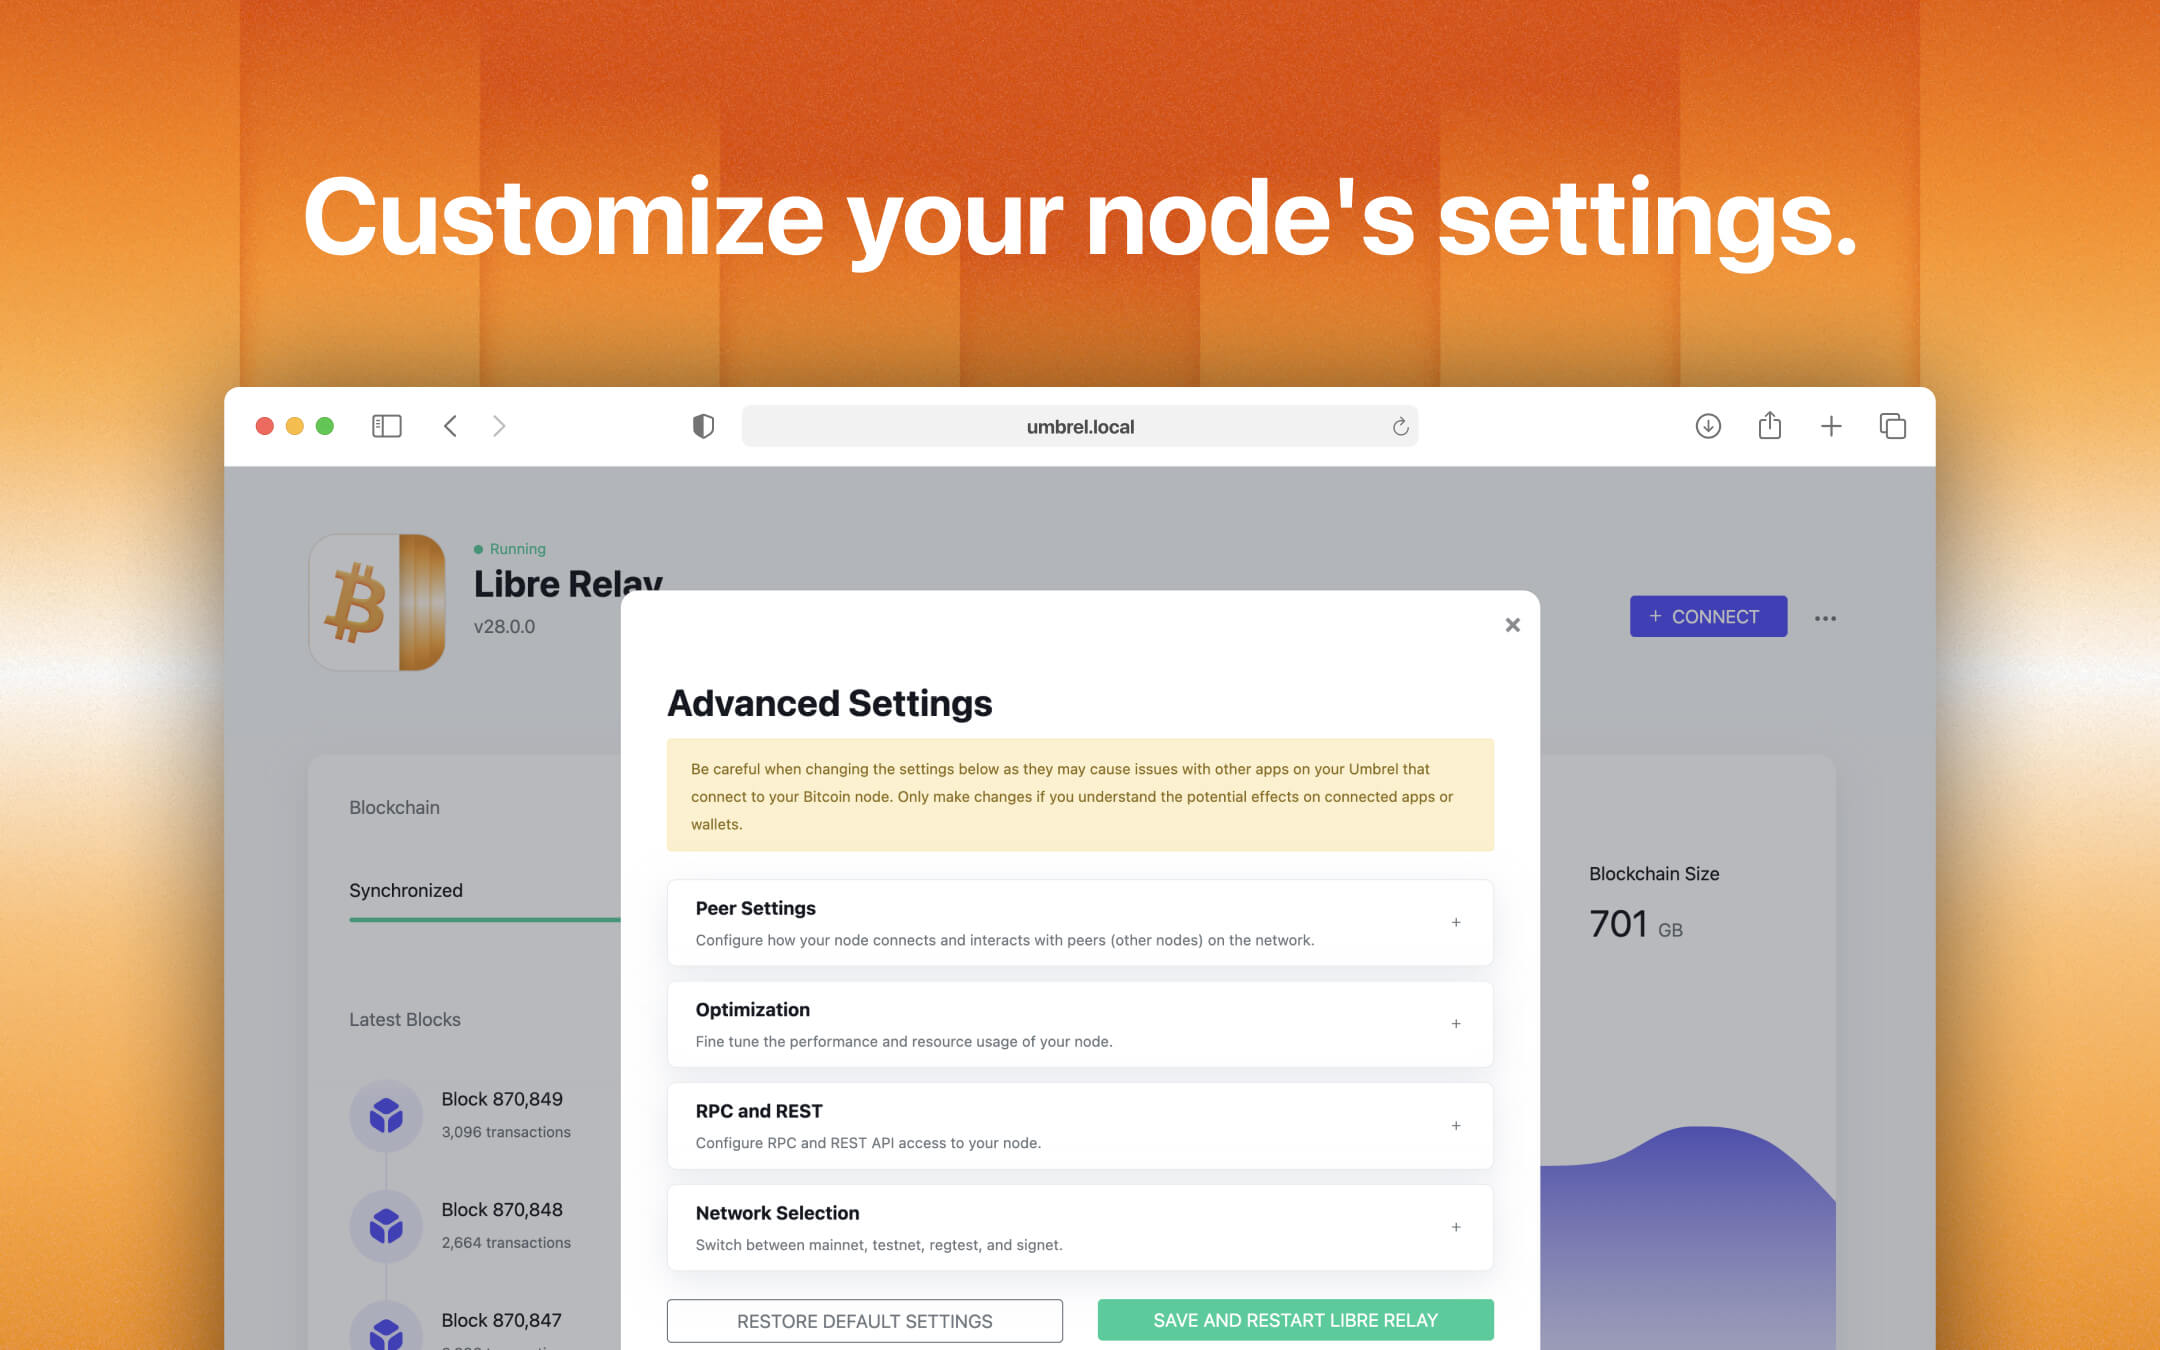 Customize your node's settings.
umbrel.local
Running
Libre Relay
v28.0.0
+ CONNECT
Advanced Settings
Be careful when changing the settings below as they may cause issues with other apps on your Umbrel that
connect to your Bitcoin node. Only make changes if you understand the potential effects on connected apps or
wallets.
Peer Settings
Configure how your node connects and interacts with peers (other nodes) on the network.
Optimization
Fine tune the performance and resource usage of your node.
RPC and REST
Configure RPC and REST API access to your node.
Network Selection
Switch between mainnet, testnet, regtest, and signet.
RESTORE DEFAULT SETTINGS
SAVE AND RESTART LIBRE RELAY
Blockchain
Synchronized
Latest Blocks
Block 870,849
3,096 transactions
Block 870,848
2,664 transactions
Block 870,847
Blockchain Size
701 GB